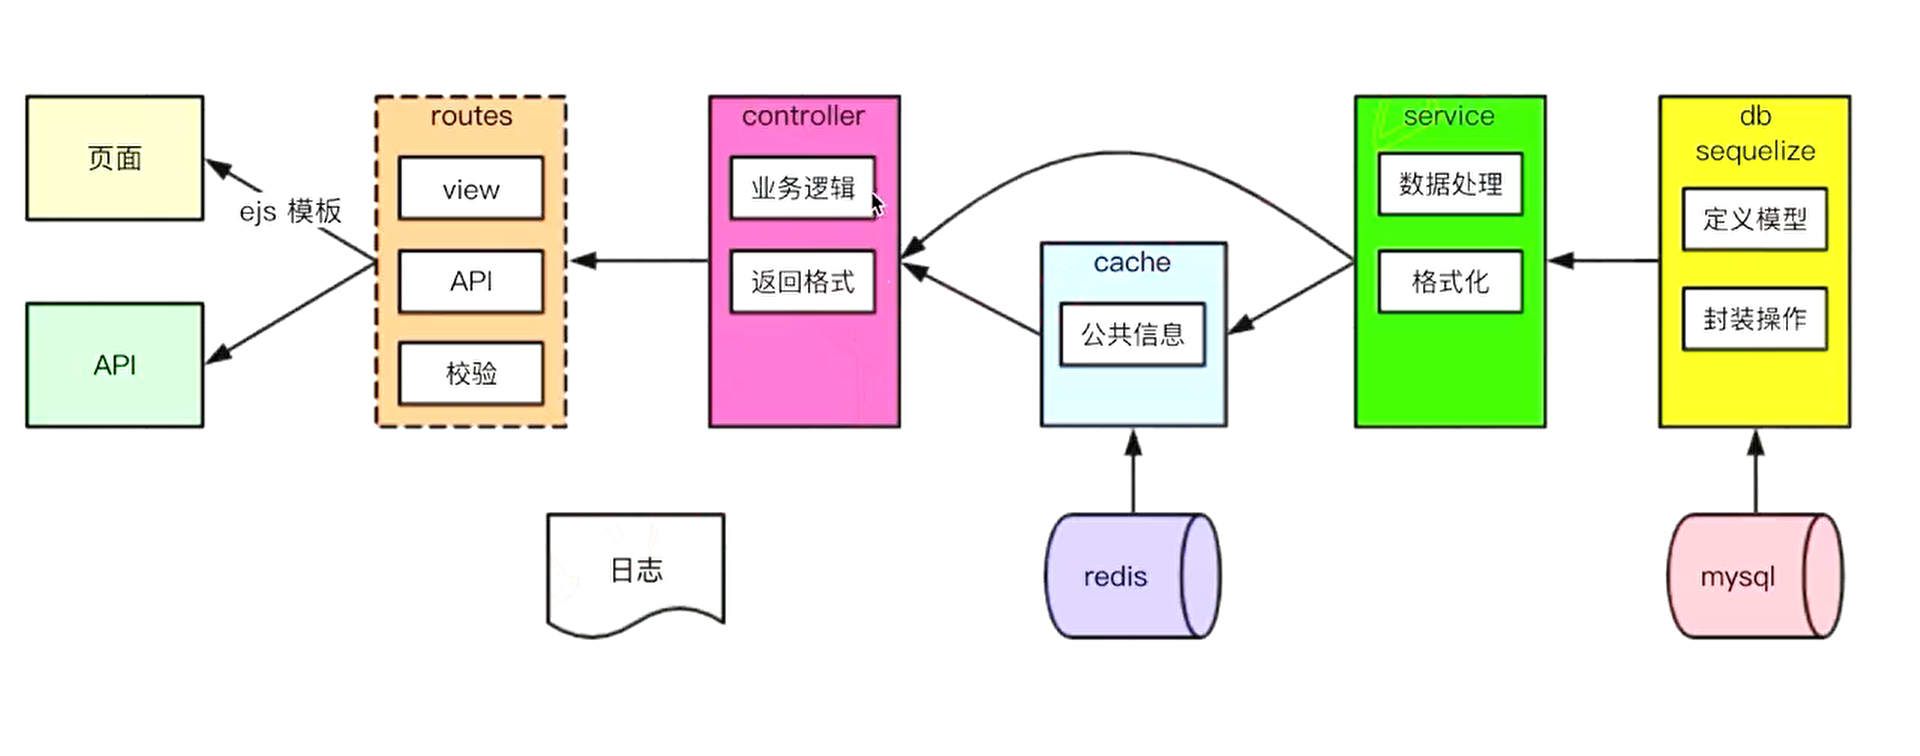 页面
API
ejs 模板
routes
view
API
校验
controller
业务逻辑
返回格式
cache
公共信息
service
数据处理
格式化
db
sequelize
定义模型
封装操作
日志
redis
mysql